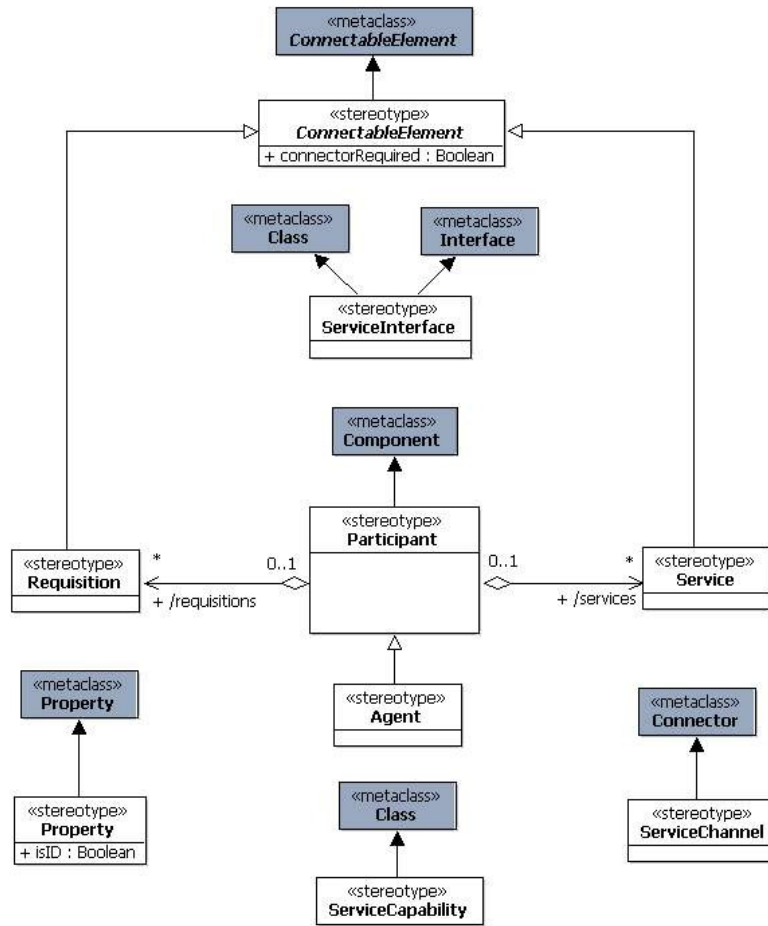 «metaclass»
ConnectableElement
«stereotype»
ConnectableElement
+ connectorRequired : Boolean
«metaclass»
Class
«metaclass»
Interface
«stereotype»
ServiceInterface
«metaclass»
Component
«stereotype»
Participant
«stereotype»
Requisition
*
0..1
+ /requisitions
0..1
*
+ /services
«stereotype»
Service
«metaclass»
Property
«stereotype»
Agent
«metaclass»
Connector
«stereotype»
Property
+ isID : Boolean
«metaclass»
Class
«stereotype»
ServiceChannel
«stereotype»
ServiceCapability